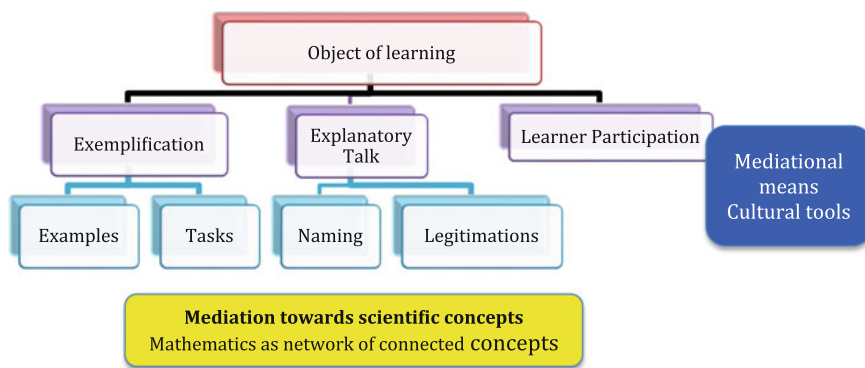 Object of learning
Exemplification
Explanatory
Talk
Learner Participation
Mediational
means
Cultural tools
Examples
Tasks
Naming
Legitimations
Mediation towards scientific concepts
Mathematics as network of connected concepts